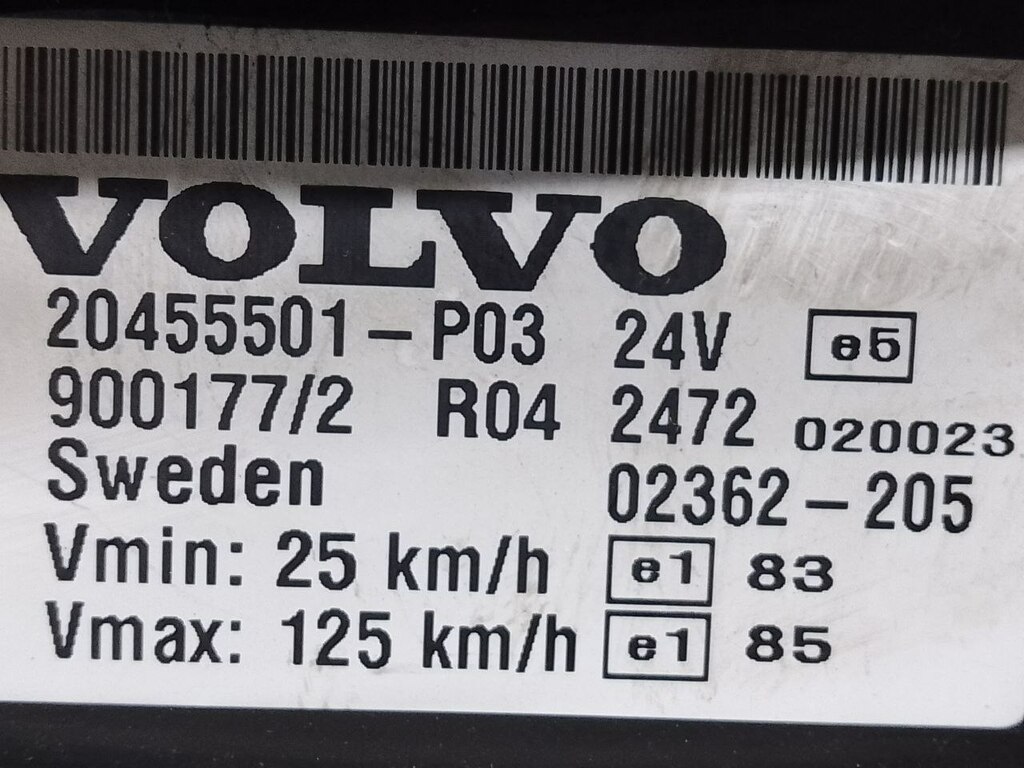 VOLVO
20455501-P03 24V e5
900177/2 R04 2472 020023
Sweden 02362-205
Vmin: 25 km/h e1 83
Vmax: 125 km/h e1 85